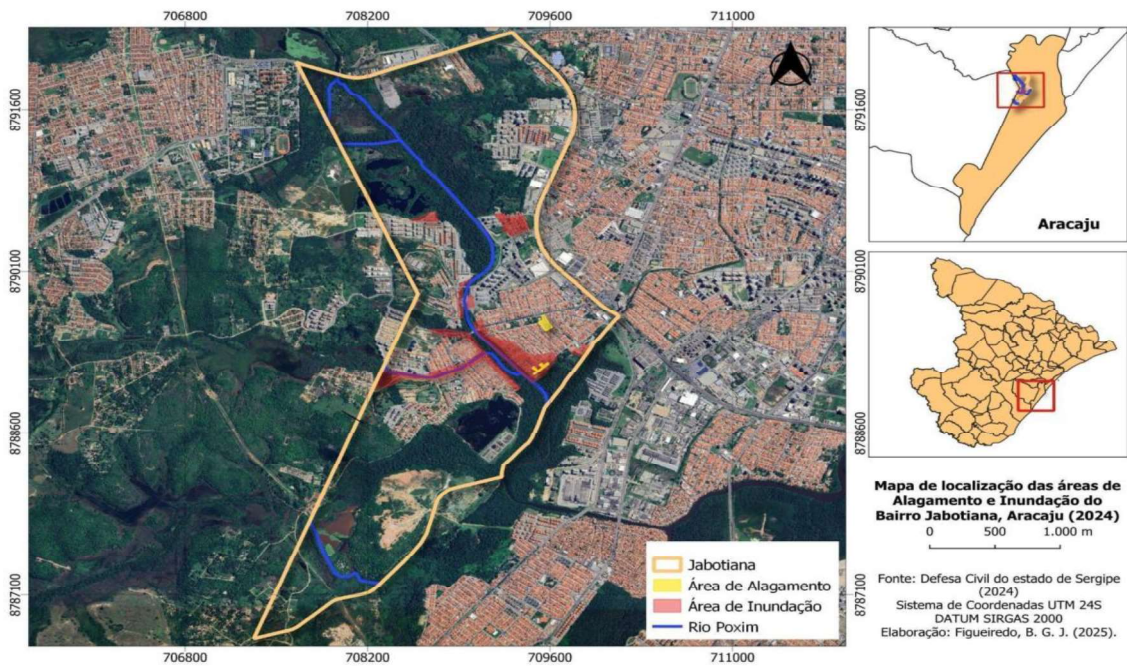 706800 708200 709600 711000
8791600
8790100
8788600
8787100
8791600
8790100
8788600
8787100
706800 708200 709600 711000
Jabotiana
Área de Alagamento
Área de Inundação
Rio Poxim
Aracaju
Mapa de localização das áreas de
Alagamento e Inundação do
Bairro Jabotiana, Aracaju (2024)
0 500 1.000 m
Fonte: Defesa Civil do estado de Sergipe
(2024)
Sistema de Coordenadas UTM 24S
DATUM SIRGAS 2000
Elaboração: Figueiredo, B. G. J. (2025).